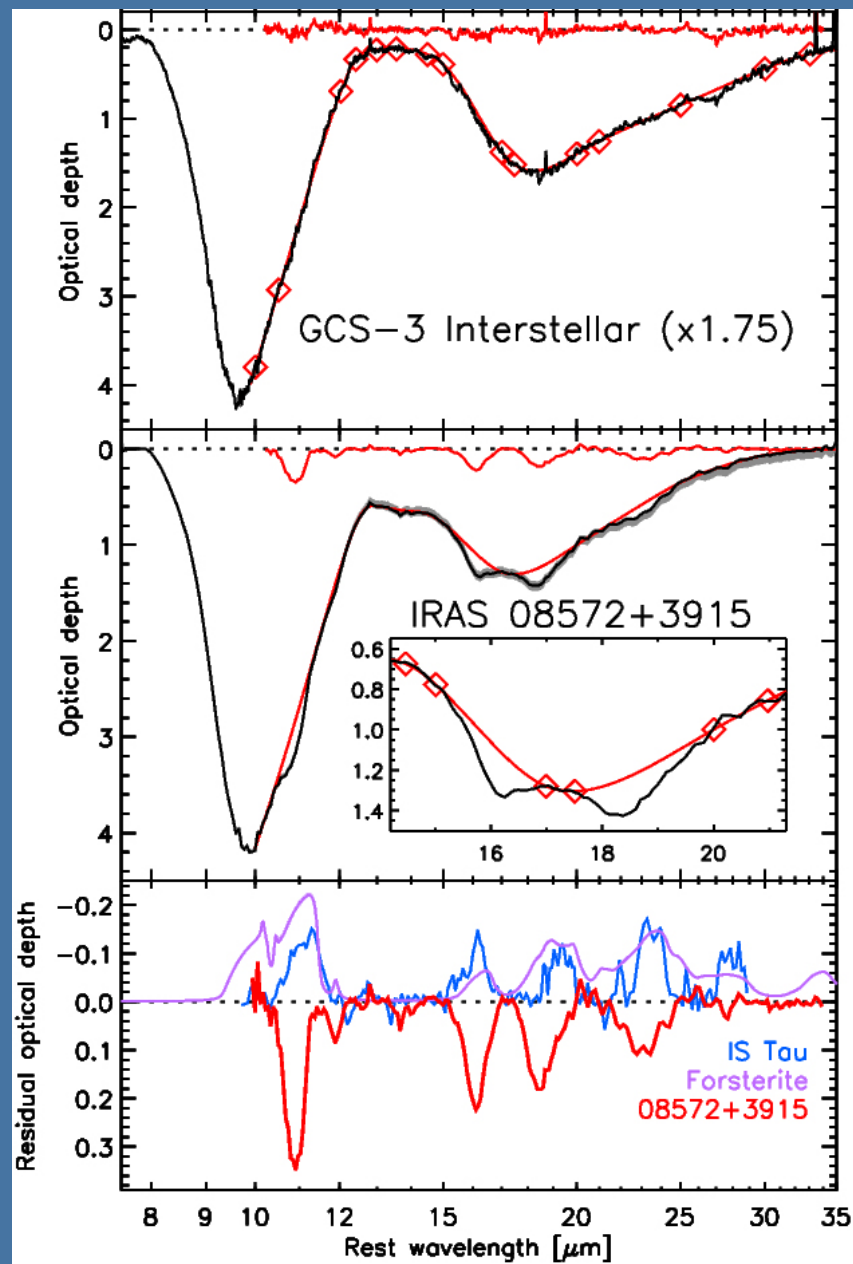 0
1
2
3
4
Optical depth
GCS-3 Interstellar (x1.75)
0
1
2
3
4
Optical depth
IRAS 08572+3915
0.6
0.8
1.0
1.2
1.4
16 18 20
-0.2
-0.1
0.0
0.1
0.2
0.3
Residual optical depth
IS Tau
Forsterite
08572+3915
8 9 10 12 16 20 25 30 35
Rest wavelength [μm]